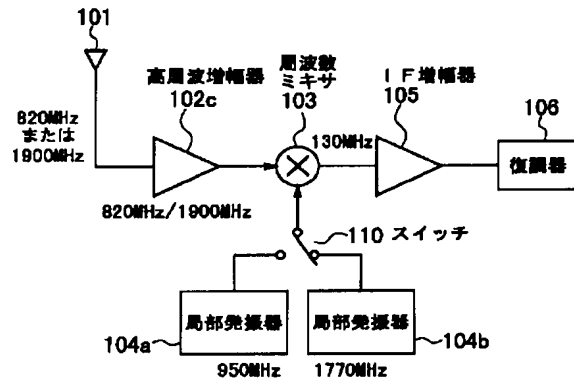 101
高周波増幅器
102c
周波数
ミキサ
103
IF増幅器
105
106
820MHz
または
1900MHz
130MHz
復調器
820MHz/1900MHz
110 スイッチ
局部発振器
局部発振器
104a
104b
950MHz
1770MHz